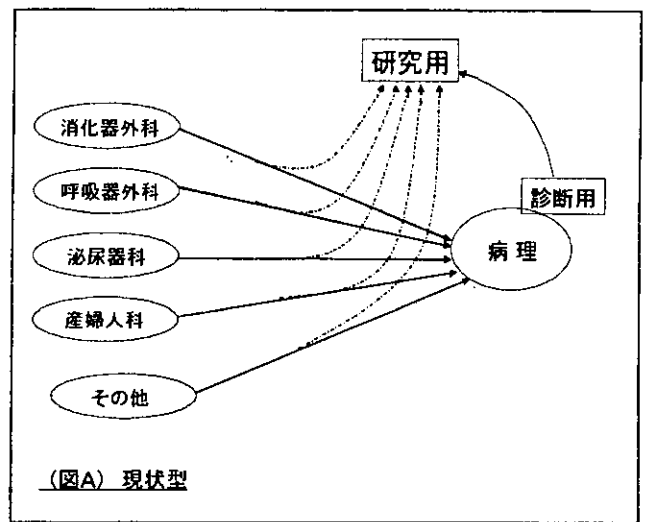 研究用
消化器外科
呼吸器外科
診断用
泌尿器科
病理
産婦人科
その他
(図A) 現状型